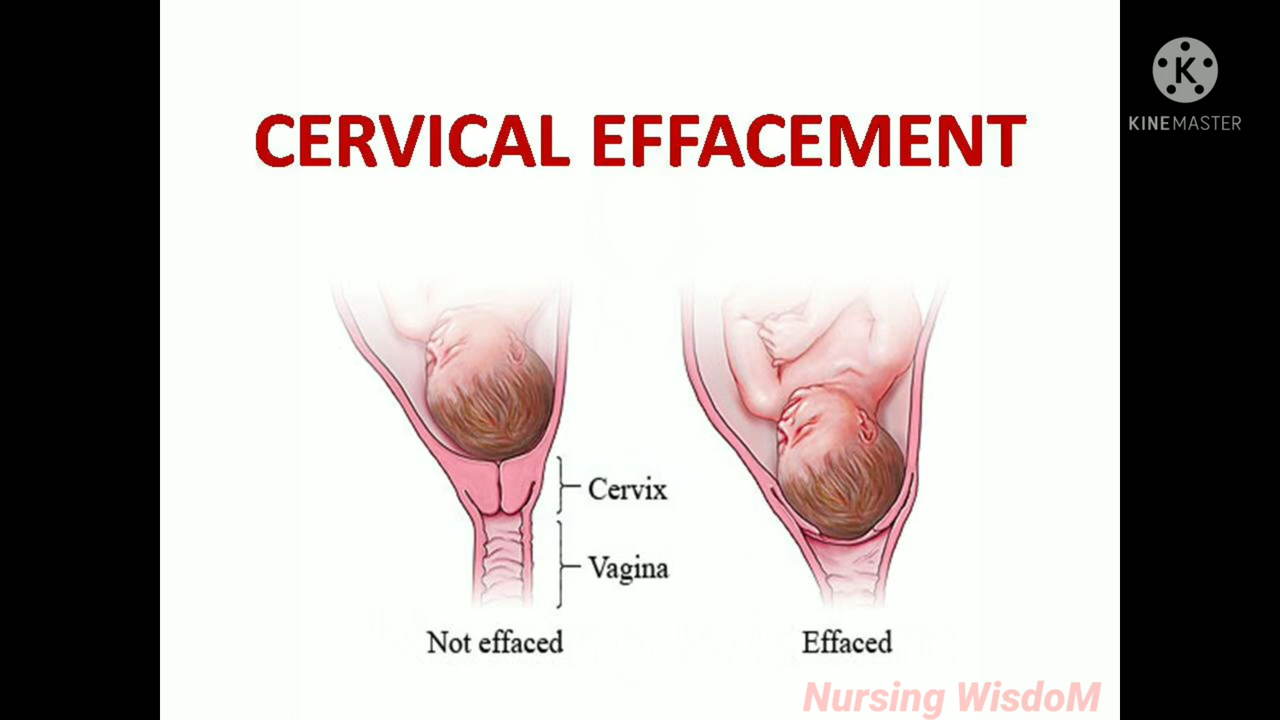 CERVICAL EFFACEMENT
KINEMASTER
Cervix
Vagina
Not effaced
Effaced
Nursing WisdoM